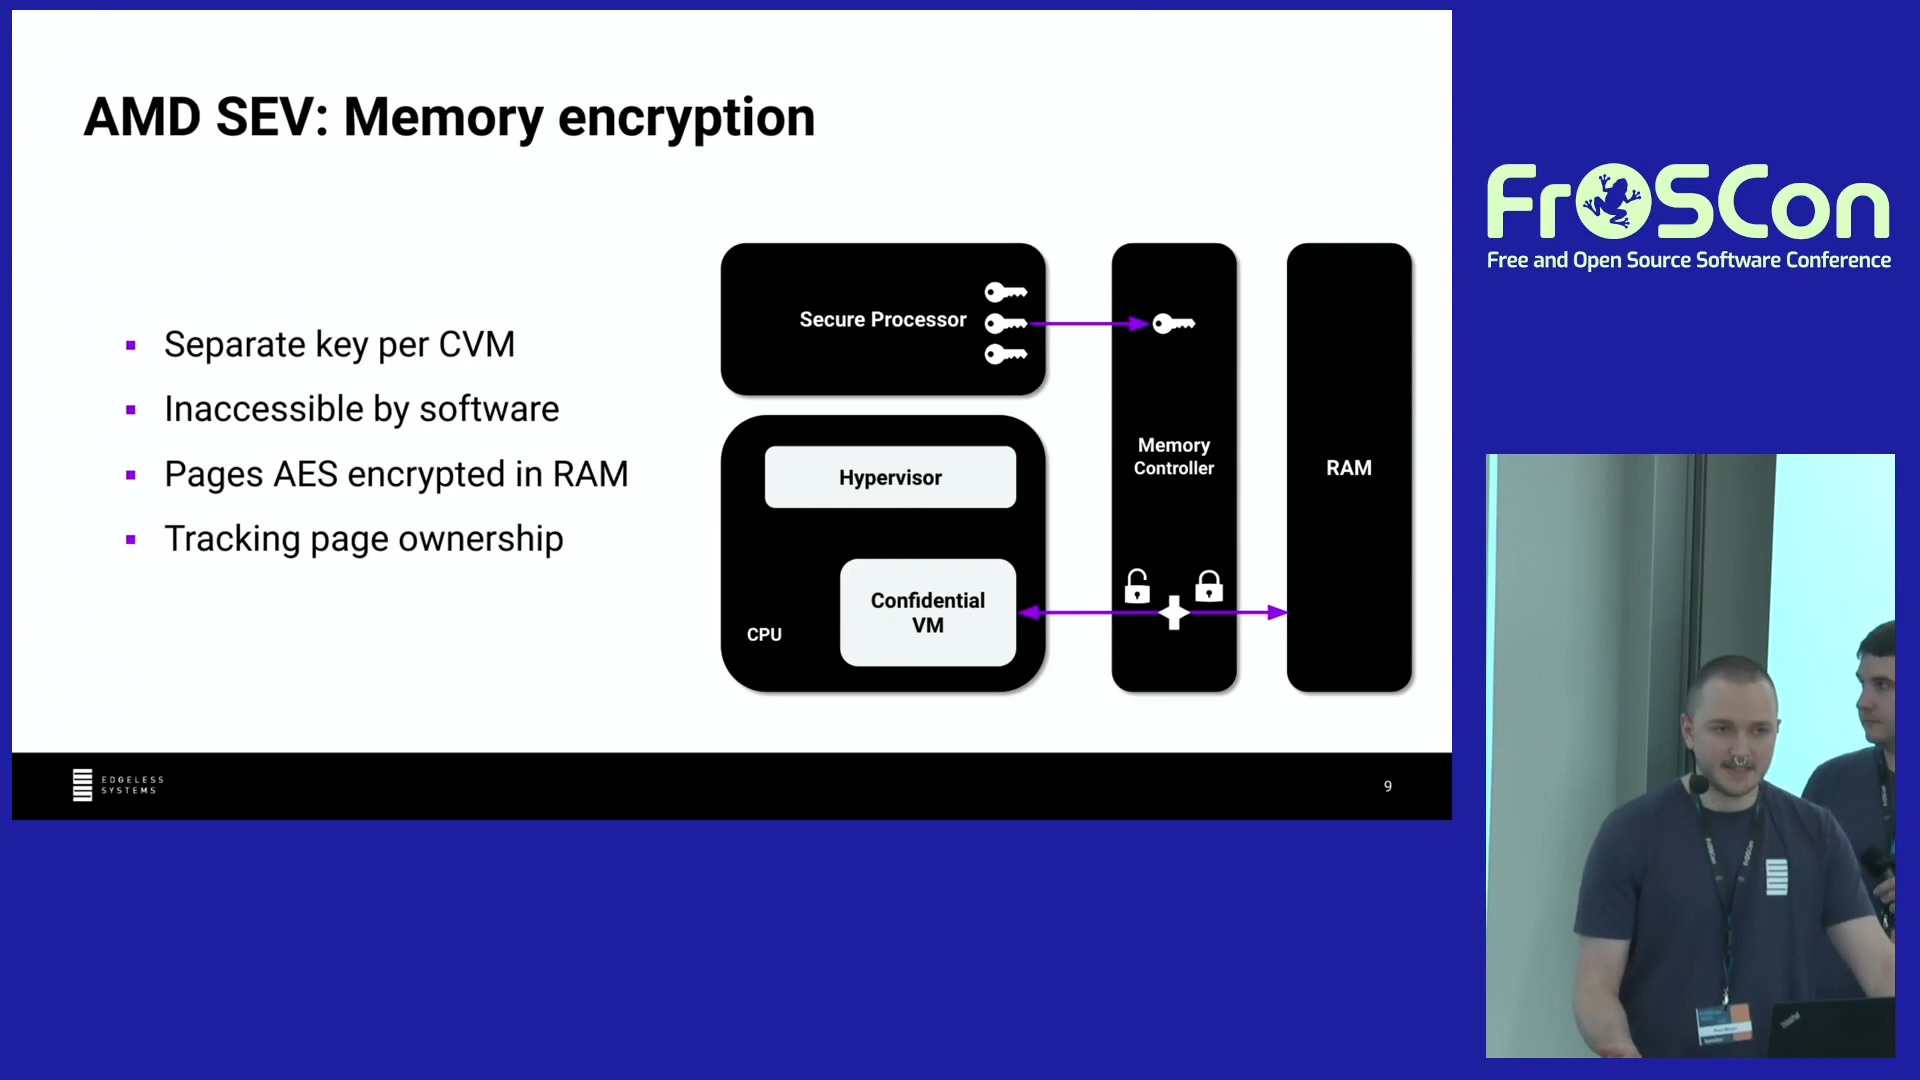 AMD SEV: Memory encryption
Separate key per CVM
Inaccessible by software
Pages AES encrypted in RAM
Tracking page ownership
Secure Processor
Hypervisor
Confidential
VM
CPU
Memory
Controller
RAM
EDGELESS
SYSTEMS
9
FrOSCon
Free and Open Source Software Conference
FrOSCon
ThinkPad